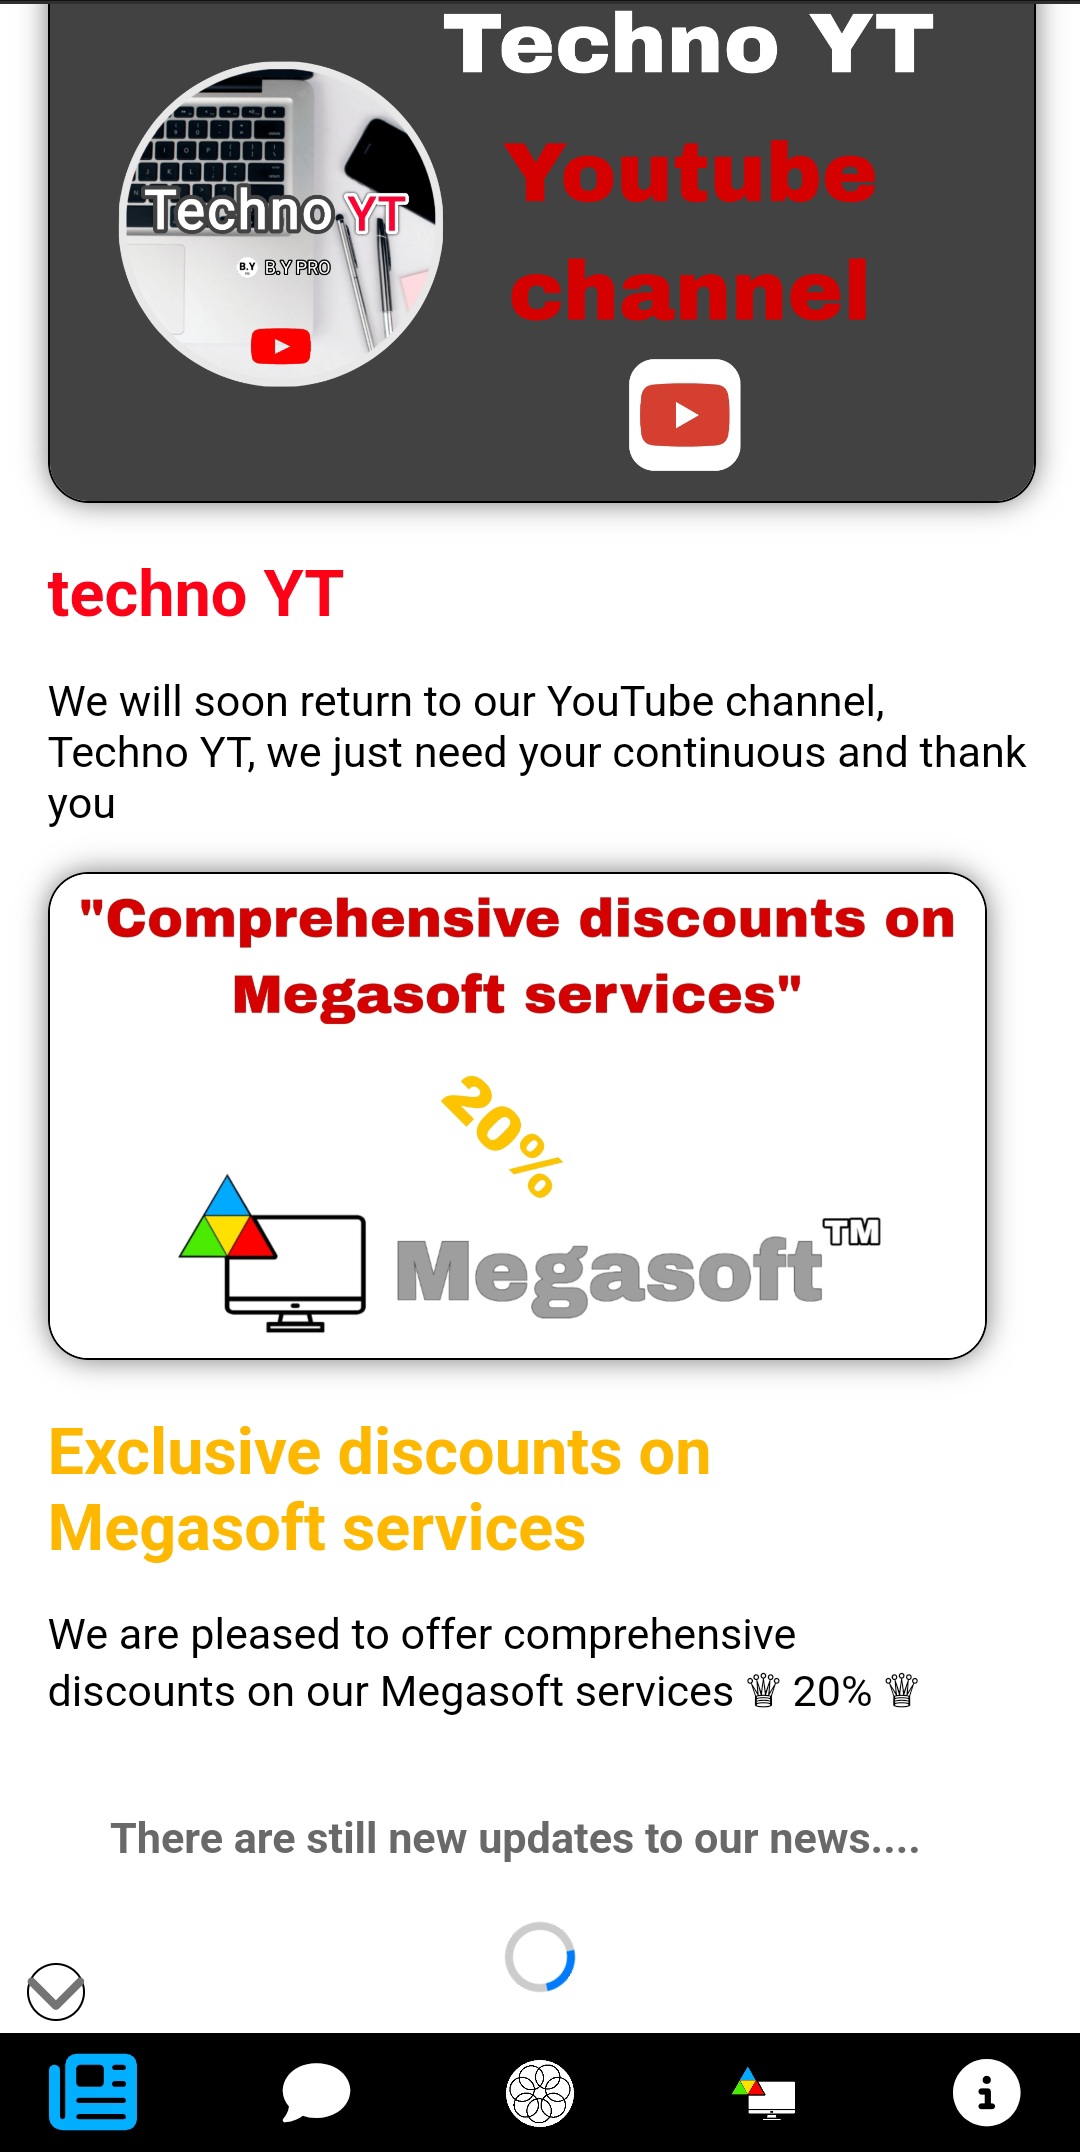 Techno YT
Youtube
channel
Techno YT
B.Y B.Y PRO
techno YT
We will soon return to our YouTube channel,
Techno YT, we just need your continuous and thank
you
"Comprehensive discounts on
Megasoft services"
20%
Megasoft™
Exclusive discounts on
Megasoft services
We are pleased to offer comprehensive
discounts on our Megasoft services ♕ 20% ♕
There are still new updates to our news....